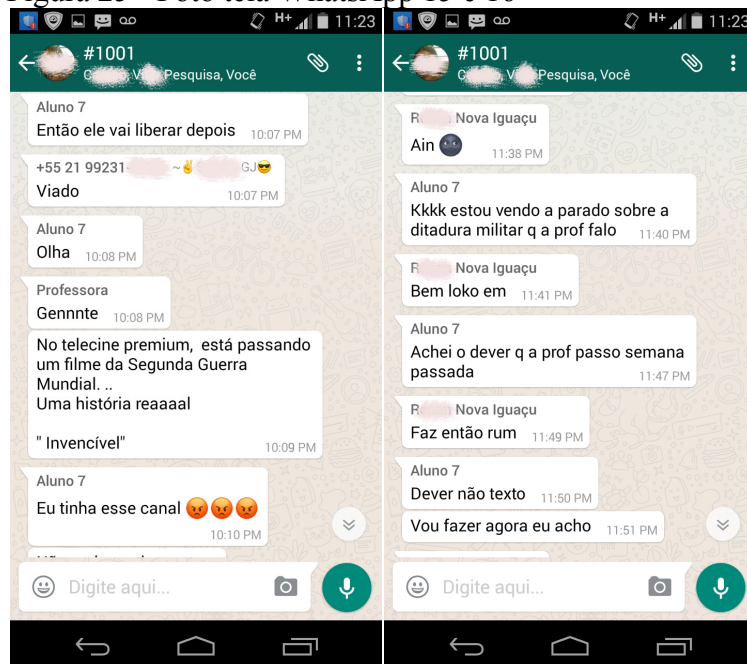 11:23
#1001
Pesquisa, Você
Aluno 7
Então ele vai liberar depois 10:07 PM
+55 21 99231- ~✌ GJ😎
Viado 10:07 PM
Aluno 7
Olha 10:08 PM
Professora
Gennnte 10:08 PM
No telecine premium, está passando
um filme da Segunda Guerra
Mundial. ..
Uma história reaaaal
" Invencível" 10:09 PM
Aluno 7
Eu tinha esse canal 😡😡😡
10:10 PM
Digite aqui...
H+ 11:23
#1001
Pesquisa, Você
Nova Iguaçu
Ain 🌚 11:38 PM
Aluno 7
Kkkk estou vendo a parado sobre a
ditadura militar q a prof falo 11:40 PM
Nova Iguaçu
Bem loko em 11:41 PM
Aluno 7
Achei o dever q a prof passo semana
passada 11:47 PM
Nova Iguaçu
Faz então rum 11:49 PM
Aluno 7
Dever não texto 11:50 PM
Vou fazer agora eu acho 11:51 PM
Digite aqui...